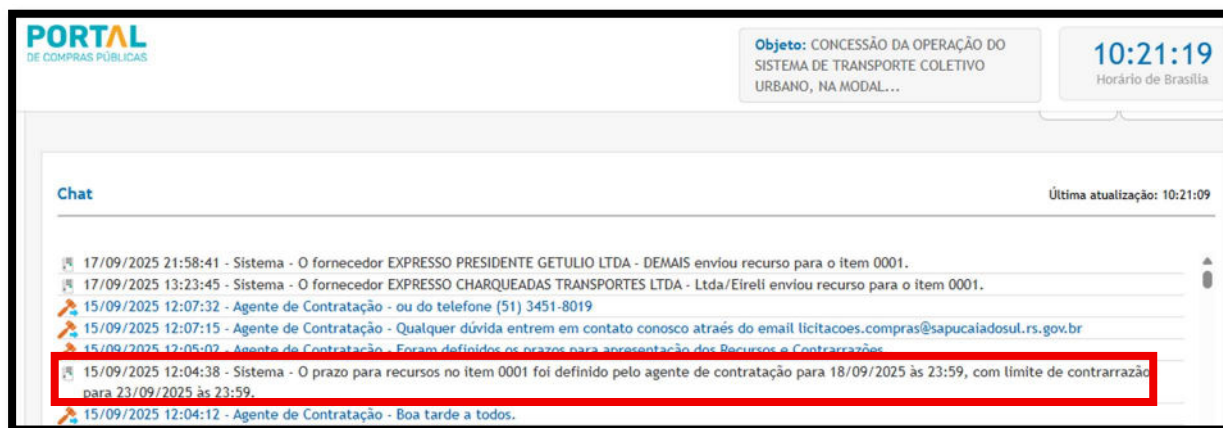 PORTAL
DE COMPRAS PÚBLICAS
Objeto: CONCESSÃO DA OPERAÇÃO DO
SISTEMA DE TRANSPORTE COLETIVO
URBANO, NA MODAL...
10:21:19
Horário de Brasília
Chat
Última atualização: 10:21:09
17/09/2025 21:58:41 - Sistema - O fornecedor EXPRESSO PRESIDENTE GETULIO LTDA - DEMAIS enviou recurso para o item 0001.
17/09/2025 13:23:45 - Sistema - O fornecedor EXPRESSO CHARQUEADAS TRANSPORTES LTDA - Ltda/Eireli enviou recurso para o item 0001.
15/09/2025 12:07:32 - Agente de Contratação - ou do telefone (51) 3451-8019
15/09/2025 12:07:15 - Agente de Contratação - Qualquer dúvida entrem em contato conosco atraés do email licitacoes.compras@sapucaiadosul.rs.gov.br
15/09/2025 12:05:02 - Agente de Contratação - Foram definidos os prazos para apresentação dos Recursos e Contrarrazões
15/09/2025 12:04:38 - Sistema - O prazo para recursos no item 0001 foi definido pelo agente de contratação para 18/09/2025 às 23:59, com limite de contrarrazão
para 23/09/2025 às 23:59.
15/09/2025 12:04:12 - Agente de Contratação - Boa tarde a todos.